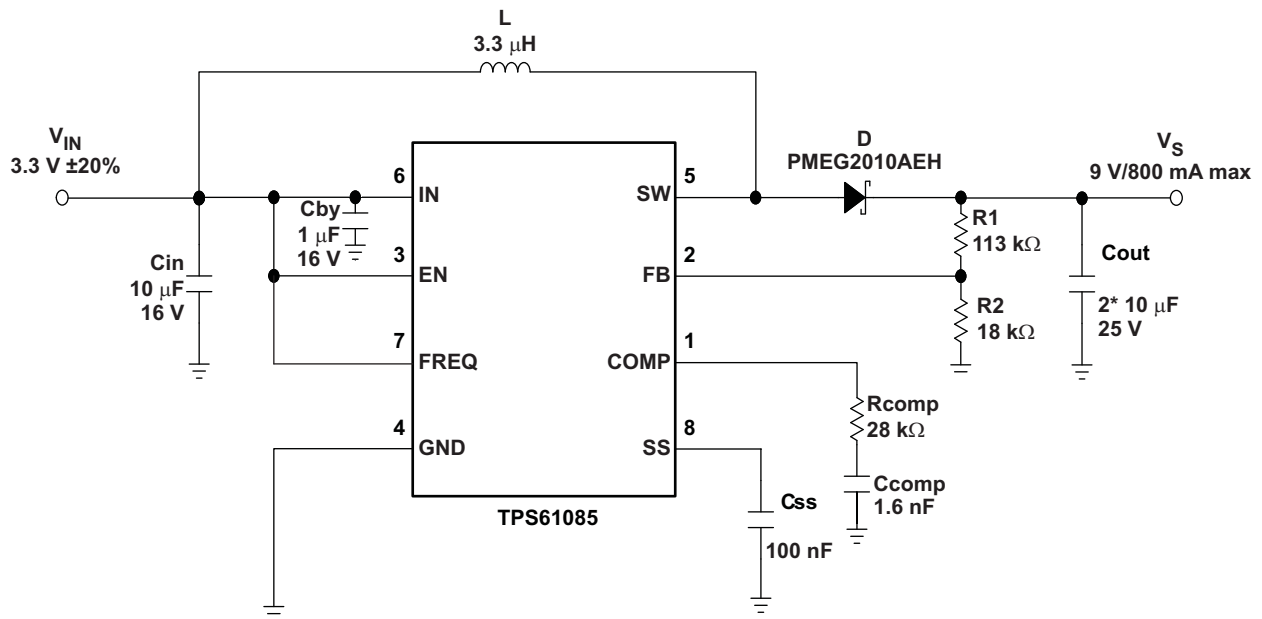 L
3.3 μH
V_IN
3.3 V ±20%
D
PMEG2010AEH
V_S
9 V/800 mA max
6
IN
SW
5
Cby
1 μF
16 V
R1
113 kΩ
Cin
10 μF
16 V
3
EN
FB
2
Cout
2* 10 μF
25 V
R2
18 kΩ
7
FREQ
COMP
1
Rcomp
28 kΩ
4
GND
SS
8
Ccomp
1.6 nF
Css
100 nF
TPS61085